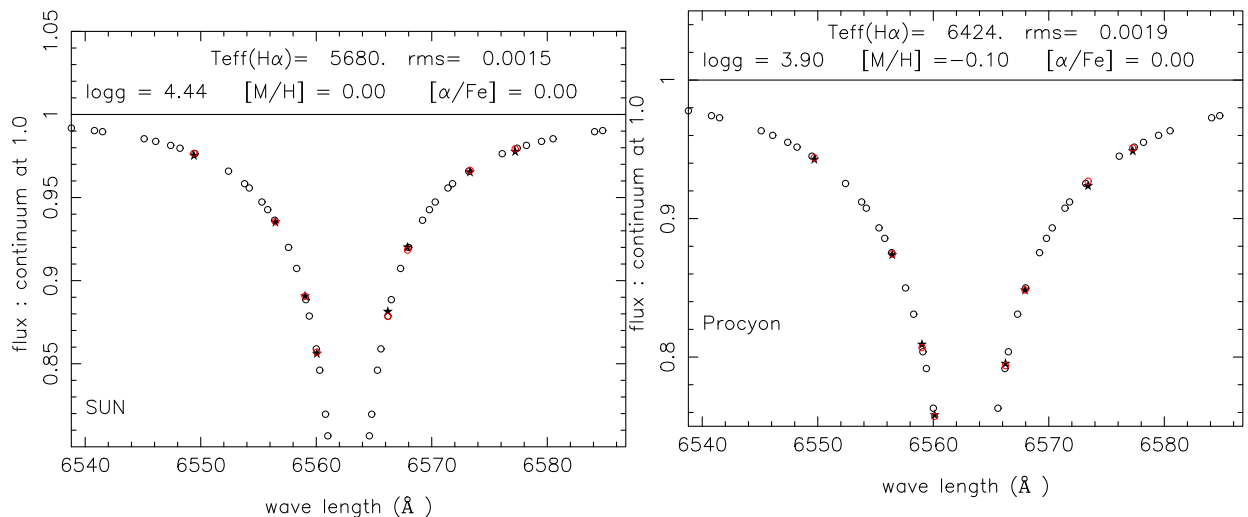 Teff(Hα)= 5680. rms= 0.0015
logg = 4.44 [M/H] = 0.00 [α/Fe] = 0.00
1.05
1
0.95
0.9
0.85
flux : continuum at 1.0
SUN
6540 6550 6560 6570 6580
wave length (Å )
Teff(Hα)= 6424. rms= 0.0019
logg = 3.90 [M/H] =−0.10 [α/Fe] = 0.00
1
0.9
0.8
flux : continuum at 1.0
Procyon
6540 6550 6560 6570 6580
wave length (Å )